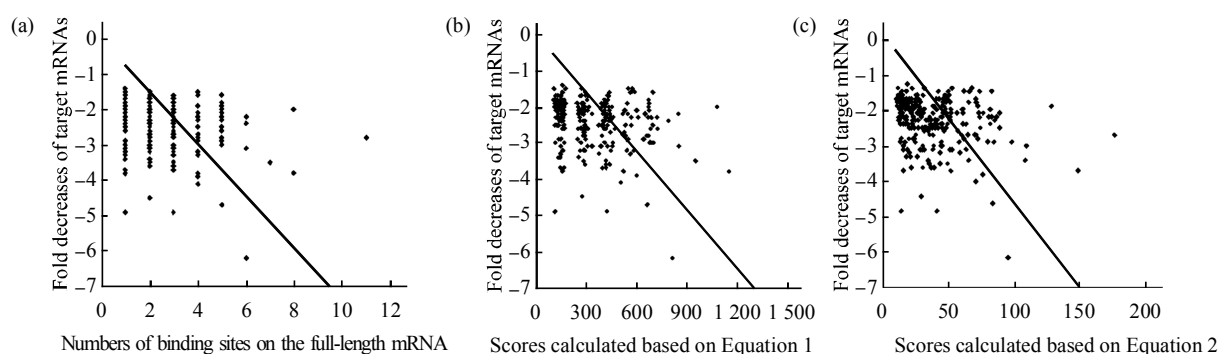 (a)
Fold decreases of target mRNAs
0
−1
−2
−3
−4
−5
−6
−7
0 2 4 6 8 10 12
Numbers of binding sites on the full-length mRNA
(b)
Fold decreases of target mRNAs
0
−1
−2
−3
−4
−5
−6
−7
0 300 600 900 1 200 1 500
Scores calculated based on Equation 1
(c)
Fold decreases of target mRNAs
0
−1
−2
−3
−4
−5
−6
−7
0 50 100 150 200
Scores calculated based on Equation 2